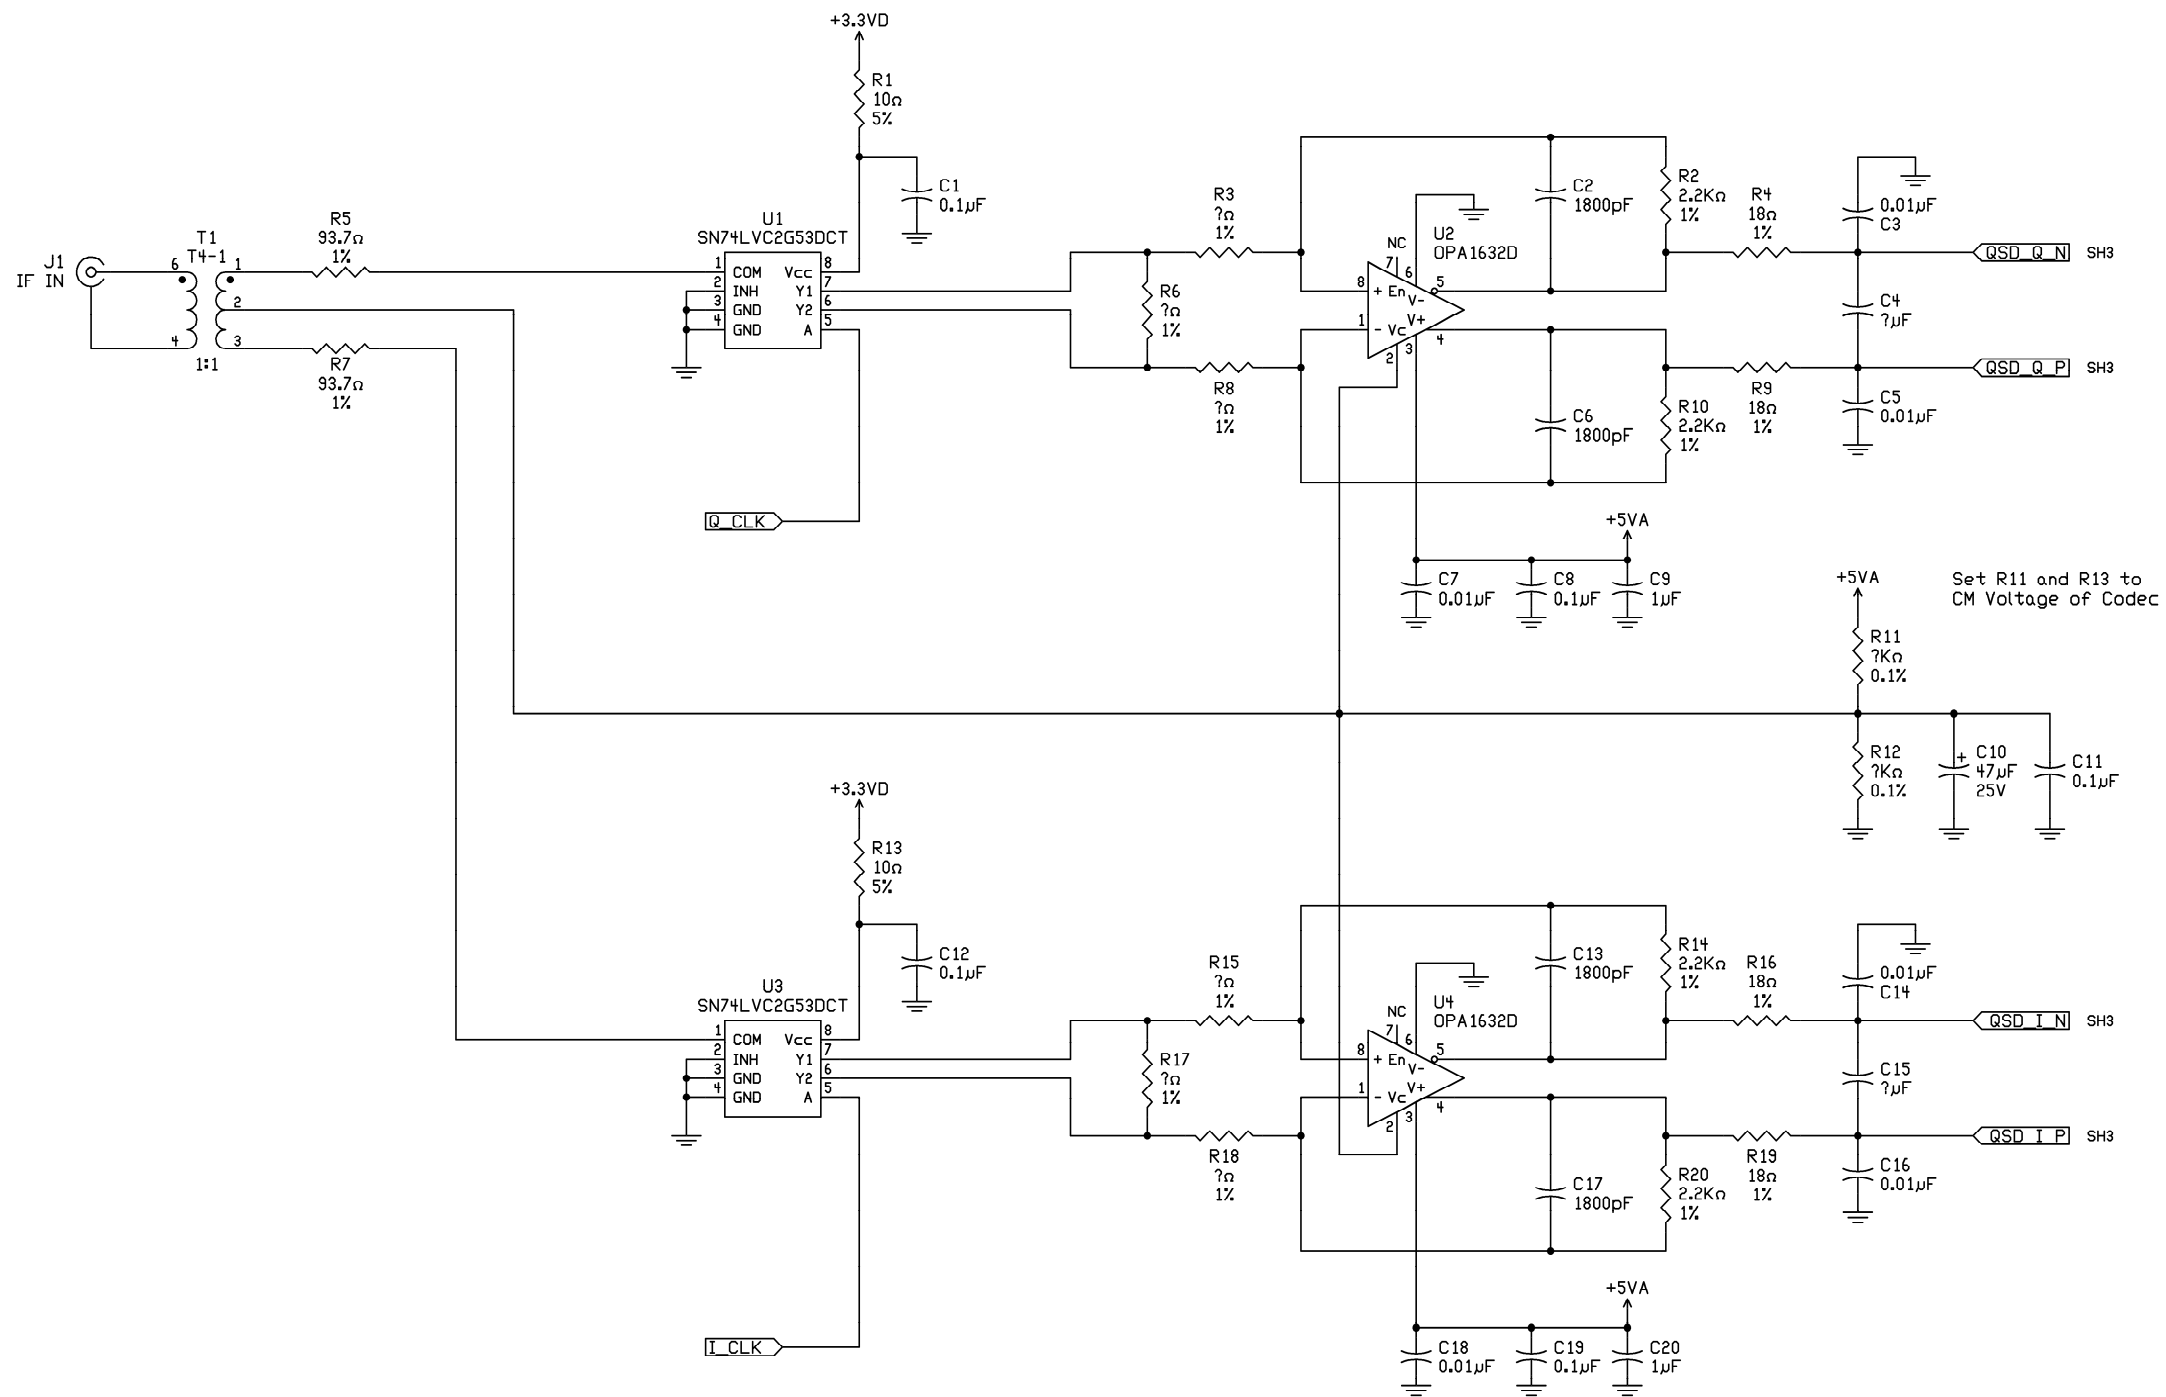 +3.3VD
R1
10Ω
5%
C1
0.1µF
J1
IF IN
T1
T4-1
6
1
2
4
3
1:1
R5
93.7Ω
1%
R7
93.7Ω
1%
U1
SN74LVC2G53DCT
1 COM Vcc 8
2 INH Y1 7
3 GND Y2 6
4 GND A 5
Q_CLK
R3
?Ω
1%
R6
?Ω
1%
R8
?Ω
1%
U2
OPA1632D
NC
7
6
8 + En V- 5
1 - Vc V+ 4
2
3
C2
1800pF
R2
2.2KΩ
1%
R4
18Ω
1%
0.01µF
C3
QSD_Q_N SH3
C4
?µF
QSD_Q_P SH3
C6
1800pF
R10
2.2KΩ
1%
R9
18Ω
1%
C5
0.01µF
+5VA
C7
0.01µF
C8
0.1µF
C9
1µF
+5VA
Set R11 and R13 to
CM Voltage of Codec
R11
?KΩ
0.1%
R12
?KΩ
0.1%
+
C10
47µF
25V
C11
0.1µF
+3.3VD
R13
10Ω
5%
C12
0.1µF
U3
SN74LVC2G53DCT
1 COM Vcc 8
2 INH Y1 7
3 GND Y2 6
4 GND A 5
I_CLK
R15
?Ω
1%
R17
?Ω
1%
R18
?Ω
1%
U4
OPA1632D
NC
7
6
8 + En V- 5
1 - Vc V+ 4
2
3
C13
1800pF
R14
2.2KΩ
1%
R16
18Ω
1%
0.01µF
C14
QSD_I_N SH3
C15
?µF
QSD_I_P SH3
C17
1800pF
R20
2.2KΩ
1%
R19
18Ω
1%
C16
0.01µF
+5VA
C18
0.01µF
C19
0.1µF
C20
1µF